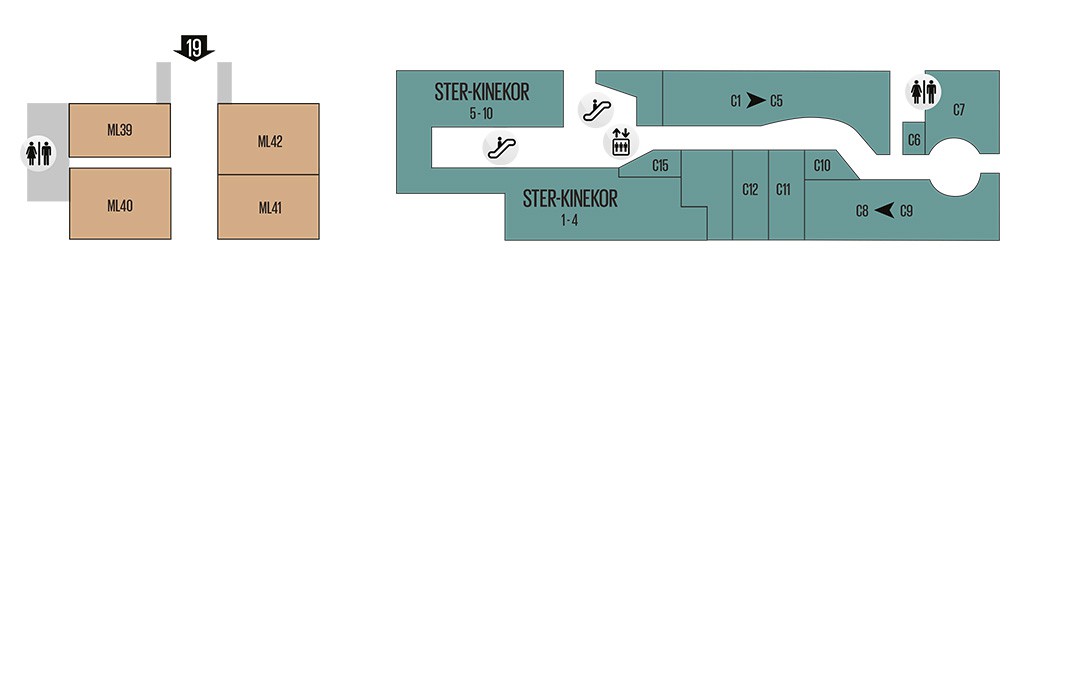 19
ML39
ML42
ML40
ML41
STER-KINEKOR
5-10
C1 C5
C7
C6
C15
C10
C12
C11
STER-KINEKOR
1-4
C8 C9